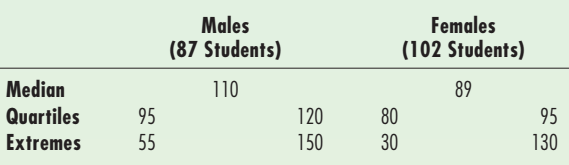 Males Females
(87 Students) (102 Students)
Median 110 89
Quartiles 95 120 80 95
Extremes 55 150 30 130